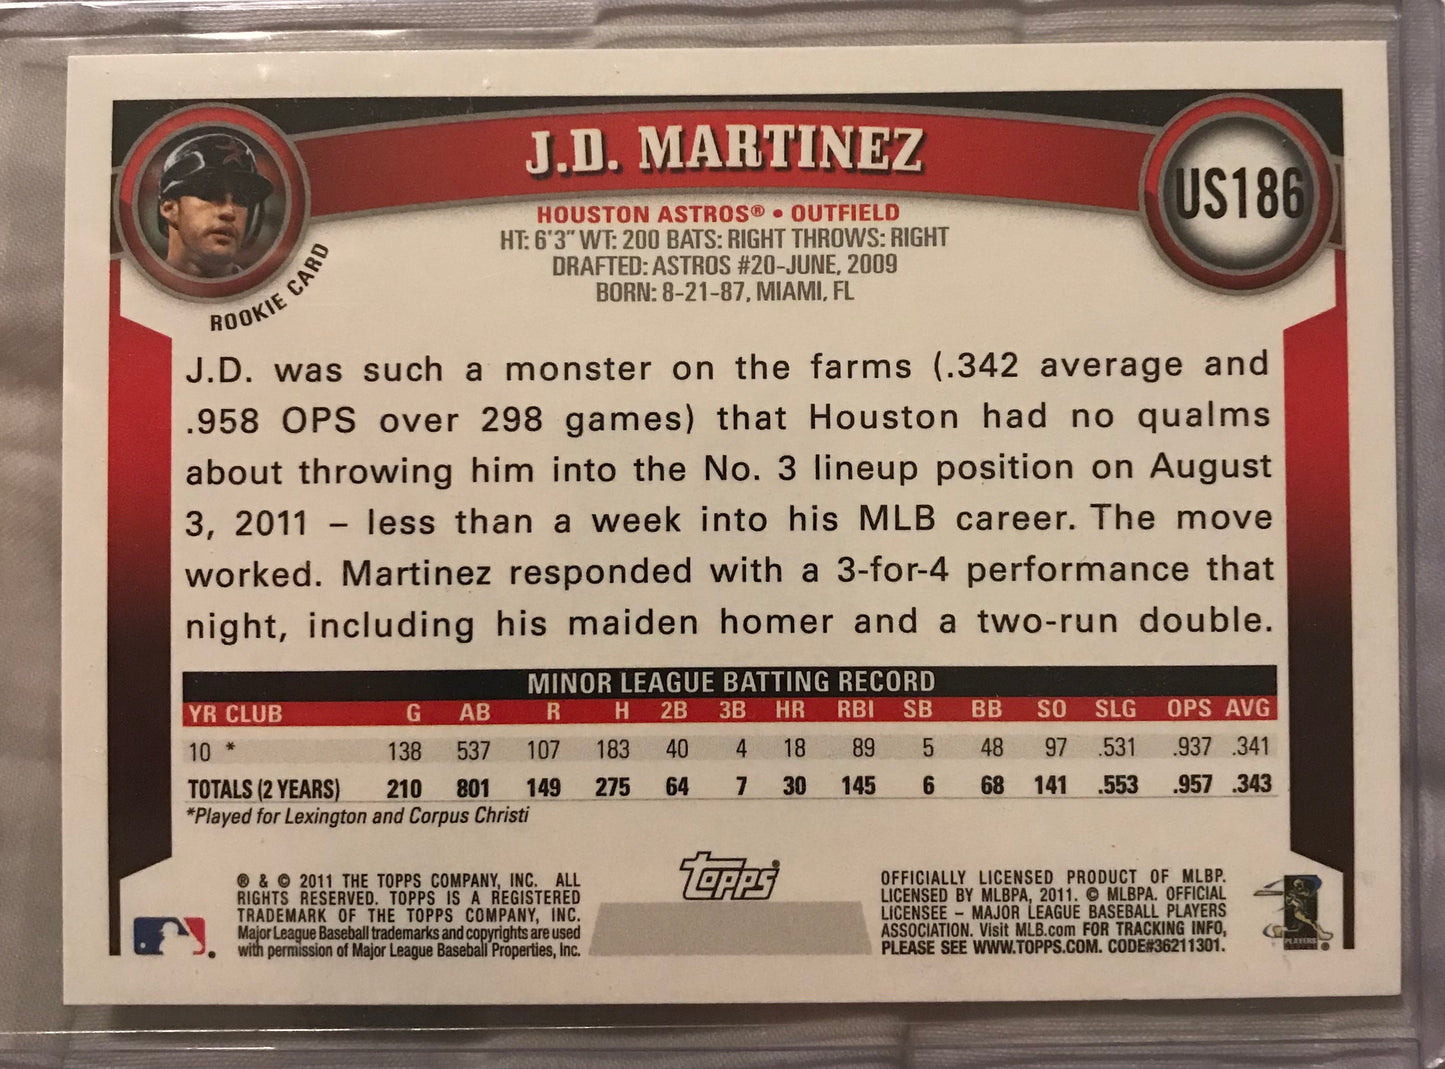 J.D. MARTINEZ
US186
HOUSTON ASTROS® • OUTFIELD
HT: 6'3" WT: 200 BATS: RIGHT THROWS: RIGHT
DRAFTED: ASTROS #20-JUNE, 2009
BORN: 8-21-87, MIAMI, FL
ROOKIE CARD
J.D. was such a monster on the farms (.342 average and
.958 OPS over 298 games) that Houston had no qualms
about throwing him into the No. 3 lineup position on August
3, 2011 – less than a week into his MLB career. The move
worked. Martinez responded with a 3-for-4 performance that
night, including his maiden homer and a two-run double.
MINOR LEAGUE BATTING RECORD
YR CLUB G AB R H 2B 3B HR RBI SB BB SO SLG OPS AVG
10 * 138 537 107 183 40 4 18 89 5 48 97 .531 .937 .341
TOTALS (2 YEARS) 210 801 149 275 64 7 30 145 6 68 141 .553 .957 .343
*Played for Lexington and Corpus Christi
® & © 2011 THE TOPPS COMPANY, INC. ALL
RIGHTS RESERVED. TOPPS IS A REGISTERED
TRADEMARK OF THE TOPPS COMPANY, INC.
Major League Baseball trademarks and copyrights are used
with permission of Major League Baseball Properties, Inc.
Topps®
OFFICIALLY LICENSED PRODUCT OF MLBP.
LICENSED BY MLBPA, 2011. © MLBPA. OFFICIAL
LICENSEE – MAJOR LEAGUE BASEBALL PLAYERS
ASSOCIATION. Visit MLB.com FOR TRACKING INFO,
PLEASE SEE WWW.TOPPS.COM. CODE#36211301.
PLAYERS